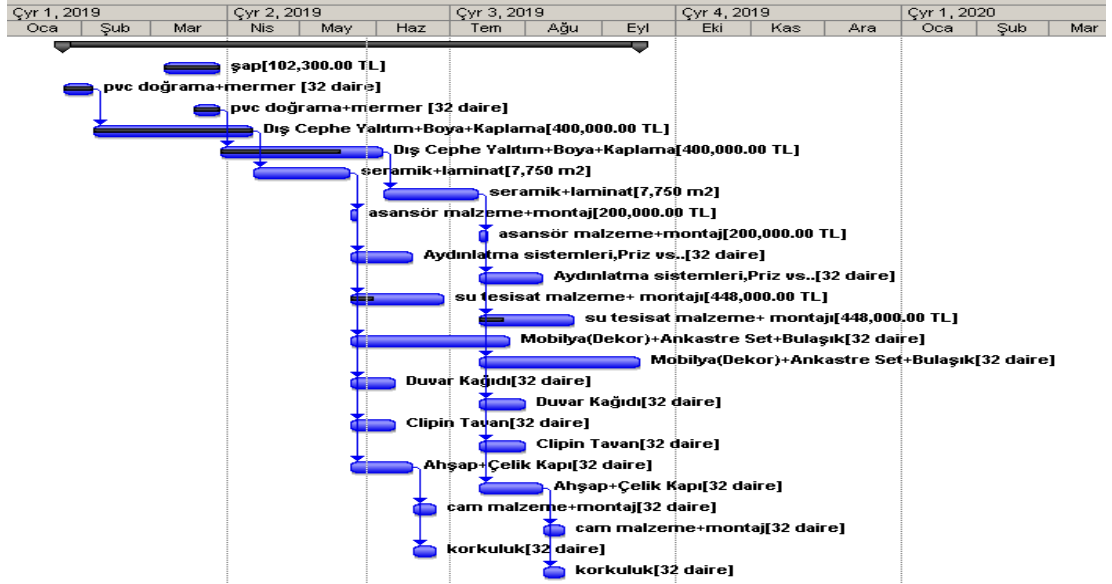 Çyr 1, 2019 Çyr 2, 2019 Çyr 3, 2019 Çyr 4, 2019 Çyr 1, 2020
Oca Şub Mar Nis May Haz Tem Ağu Eyl Eki Kas Ara Oca Şub Mar
şap[102,300.00 TL]
pvc doğrama+mermer [32 daire]
pvc doğrama+mermer [32 daire]
Dış Cephe Yalıtım+Boya+Kaplama[400,000.00 TL]
Dış Cephe Yalıtım+Boya+Kaplama[400,000.00 TL]
seramik+laminat[7,750 m2]
seramik+laminat[7,750 m2]
asansör malzeme+montaj[200,000.00 TL]
asansör malzeme+montaj[200,000.00 TL]
Aydınlatma sistemleri,Priz vs..[32 daire]
Aydınlatma sistemleri,Priz vs..[32 daire]
su tesisat malzeme+ montajı[448,000.00 TL]
su tesisat malzeme+ montajı[448,000.00 TL]
Mobilya(Dekor)+Ankastre Set+Bulaşık[32 daire]
Mobilya(Dekor)+Ankastre Set+Bulaşık[32 daire]
Duvar Kağıdı[32 daire]
Duvar Kağıdı[32 daire]
Clipin Tavan[32 daire]
Clipin Tavan[32 daire]
Ahşap+Çelik Kapı[32 daire]
Ahşap+Çelik Kapı[32 daire]
cam malzeme+montaj[32 daire]
cam malzeme+montaj[32 daire]
korkuluk[32 daire]
korkuluk[32 daire]